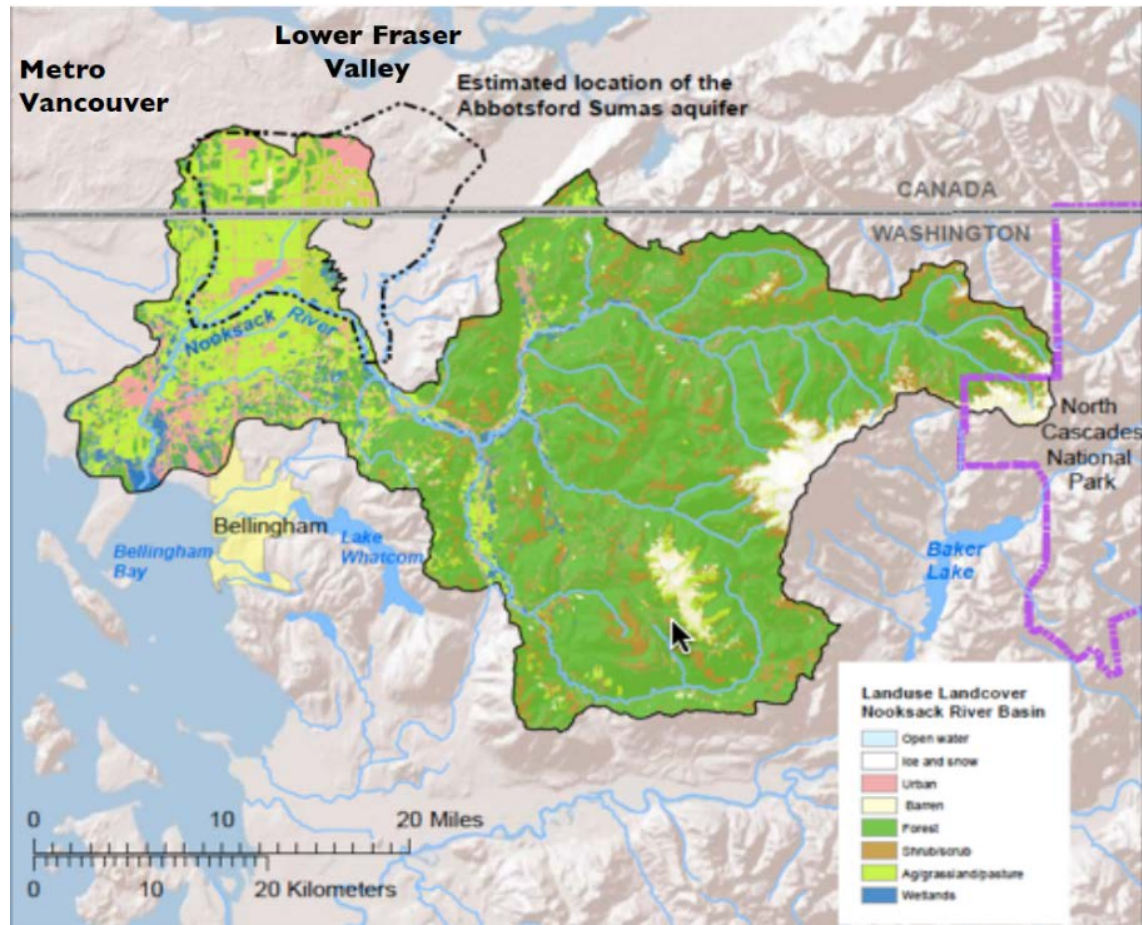 Metro
Vancouver
Lower Fraser
Valley
Estimated location of the
Abbotsford Sumas aquifer
CANADA
WASHINGTON
Nooksack River
North
Cascades
National
Park
Bellingham
Bellingham
Bay
Lake
Whatcom
Baker
Lake
0 10 20 Miles
0 10 20 Kilometers
Landuse Landcover
Nooksack River Basin
Open water
Ice and snow
Urban
Barren
Forest
Shrub/scrub
Ag/grassland/pasture
Wetlands